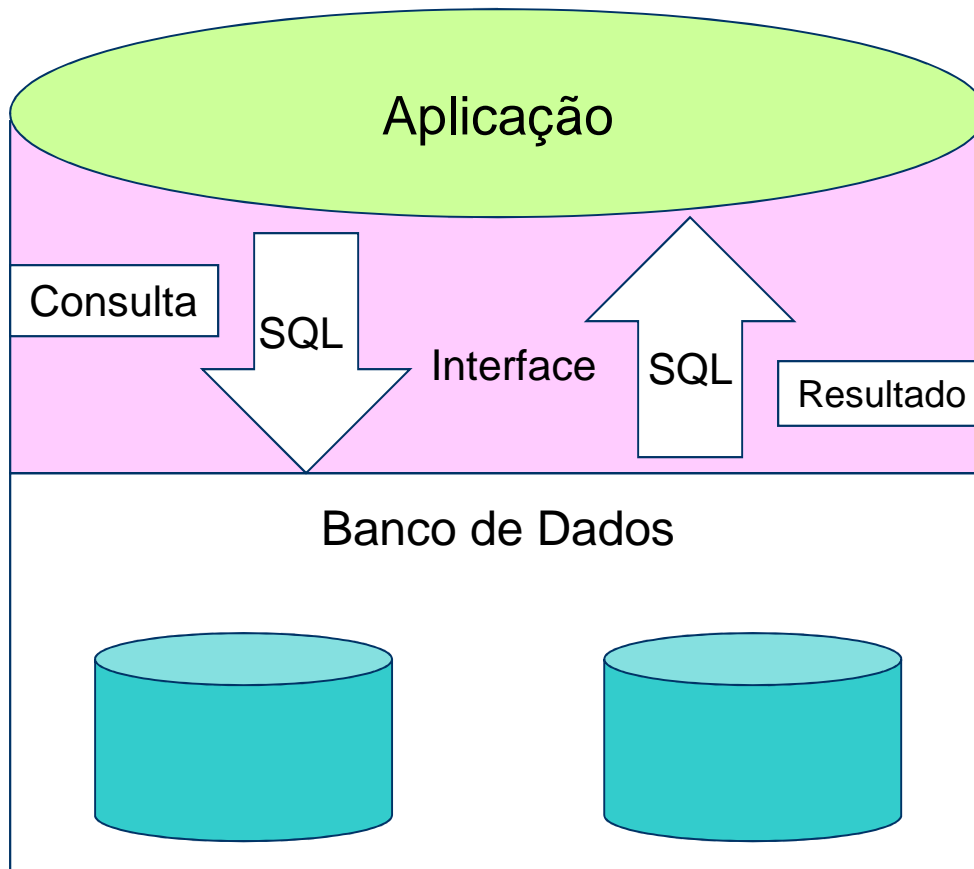 Aplicação
Consulta
SQL
Interface
SQL
Resultado
Banco de Dados